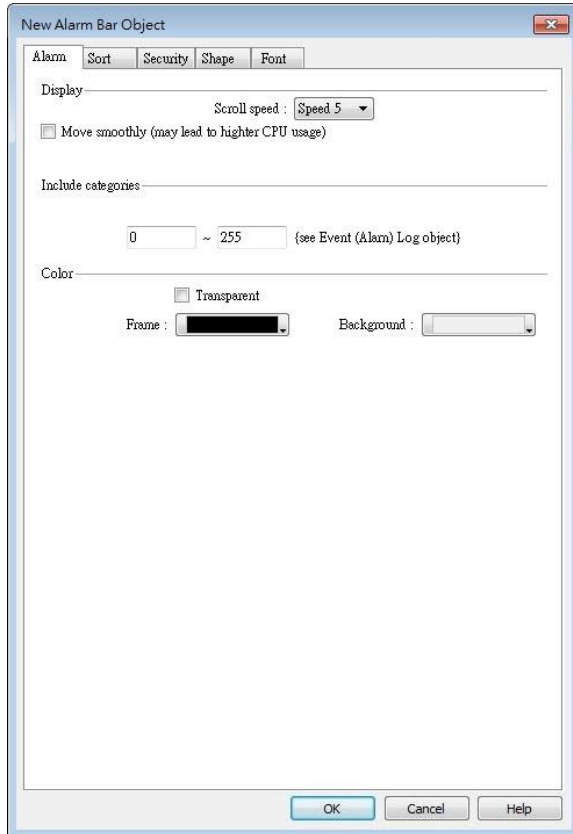 New Alarm Bar Object
Alarm Sort Security Shape Font
Display
Scroll speed : Speed 5
Move smoothly (may lead to highter CPU usage)
Include categories
0 ~ 255 {see Event (Alarm) Log object}
Color
Transparent
Frame : Background :
OK Cancel Help